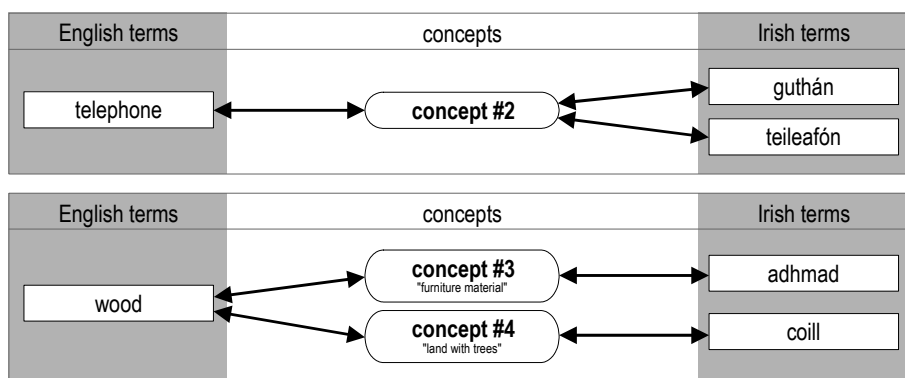 English terms
concepts
Irish terms
telephone
concept #2
guthán
teileafón
English terms
concepts
Irish terms
wood
concept #3
"furniture material"
adhmad
concept #4
"land with trees"
coill